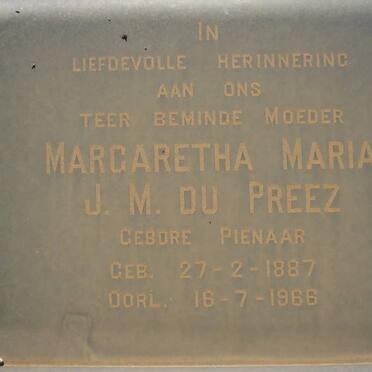 IN
LIEFDEVOLLE HERINNERING
AAN ONS
TEER BEMINDE MOEDER
MARGARETHA MARIA
J. M. DU PREEZ
GEBORE PIENAAR
GEB. 27-2-1887
OORL. 16-7-1966